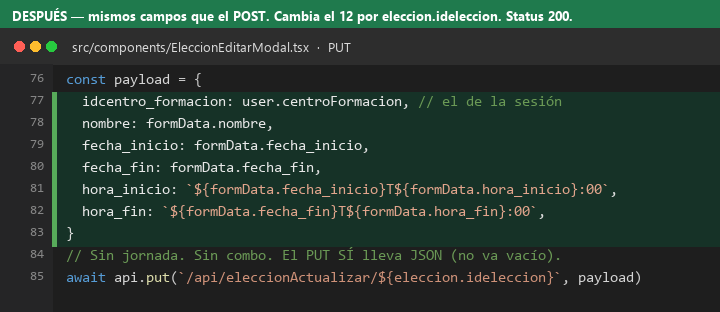 DESPUÉS — mismos campos que el POST. Cambia el 12 por eleccion.ideleccion. Status 200.
src/components/EleccionEditarModal.tsx · PUT
76 const payload = {
77 idcentro_formacion: user.centroFormacion, // el de la sesión
78 nombre: formData.nombre,
79 fecha_inicio: formData.fecha_inicio,
80 fecha_fin: formData.fecha_fin,
81 hora_inicio: `${formData.fecha_inicio}T${formData.hora_inicio}:00`,
82 hora_fin: `${formData.fecha_fin}T${formData.hora_fin}:00`,
83 }
84 // Sin jornada. Sin combo. El PUT SÍ lleva JSON (no va vacío).
85 await api.put(`/api/eleccionActualizar/${eleccion.ideleccion}`, payload)